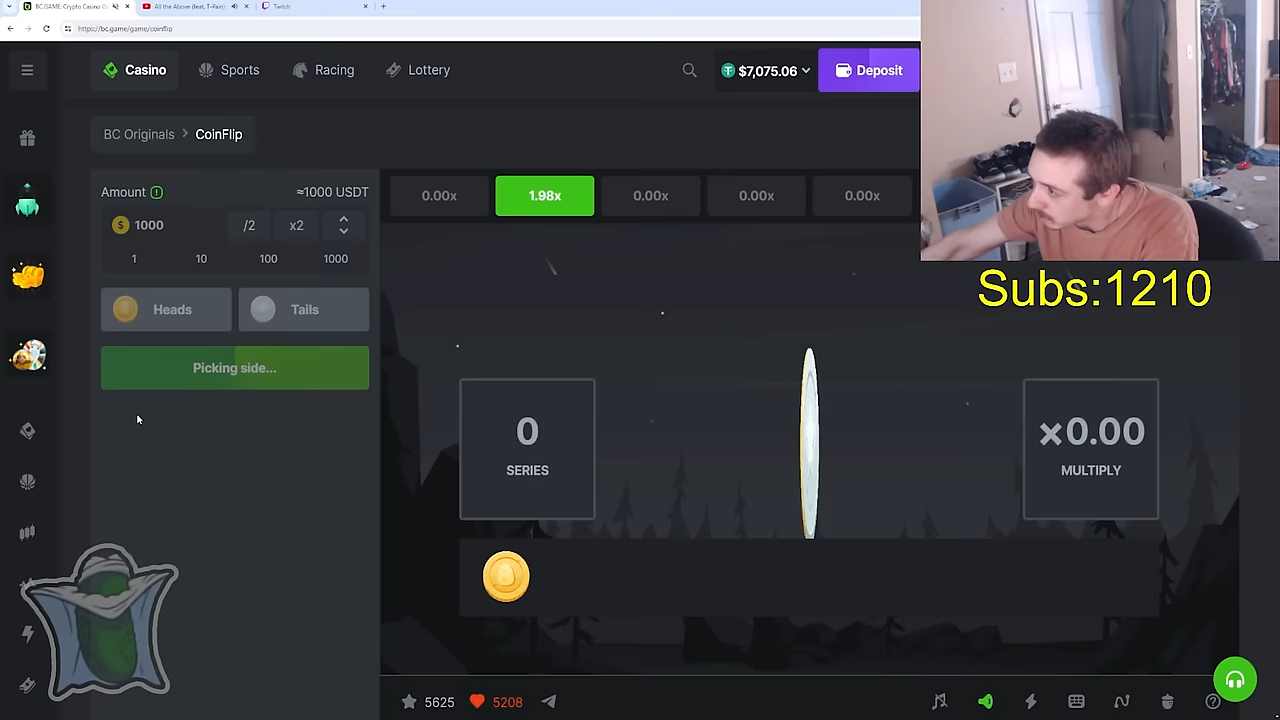 BC.GAME: Crypto Casino G
All the Above (feat. T-Pain)
Twitch
https://bc.game/game/coinflip
Casino
Sports
Racing
Lottery
$7,075.06
Deposit
BC Originals > CoinFlip
Amount
≈1000 USDT
1000
/2
x2
1
10
100
1000
Heads
Tails
Picking side...
0.00x
1.98x
0.00x
0.00x
0.00x
Subs:1210
0
SERIES
×0.00
MULTIPLY
5625
5208